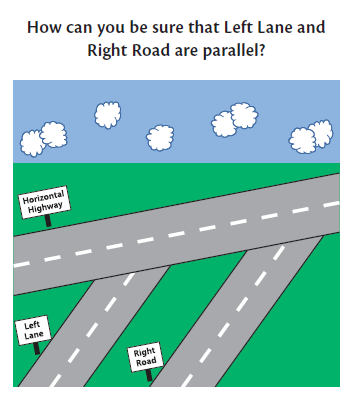 How can you be sure that Left Lane and
Right Road are parallel?
Horizontal
Highway
Left
Lane
Right
Road